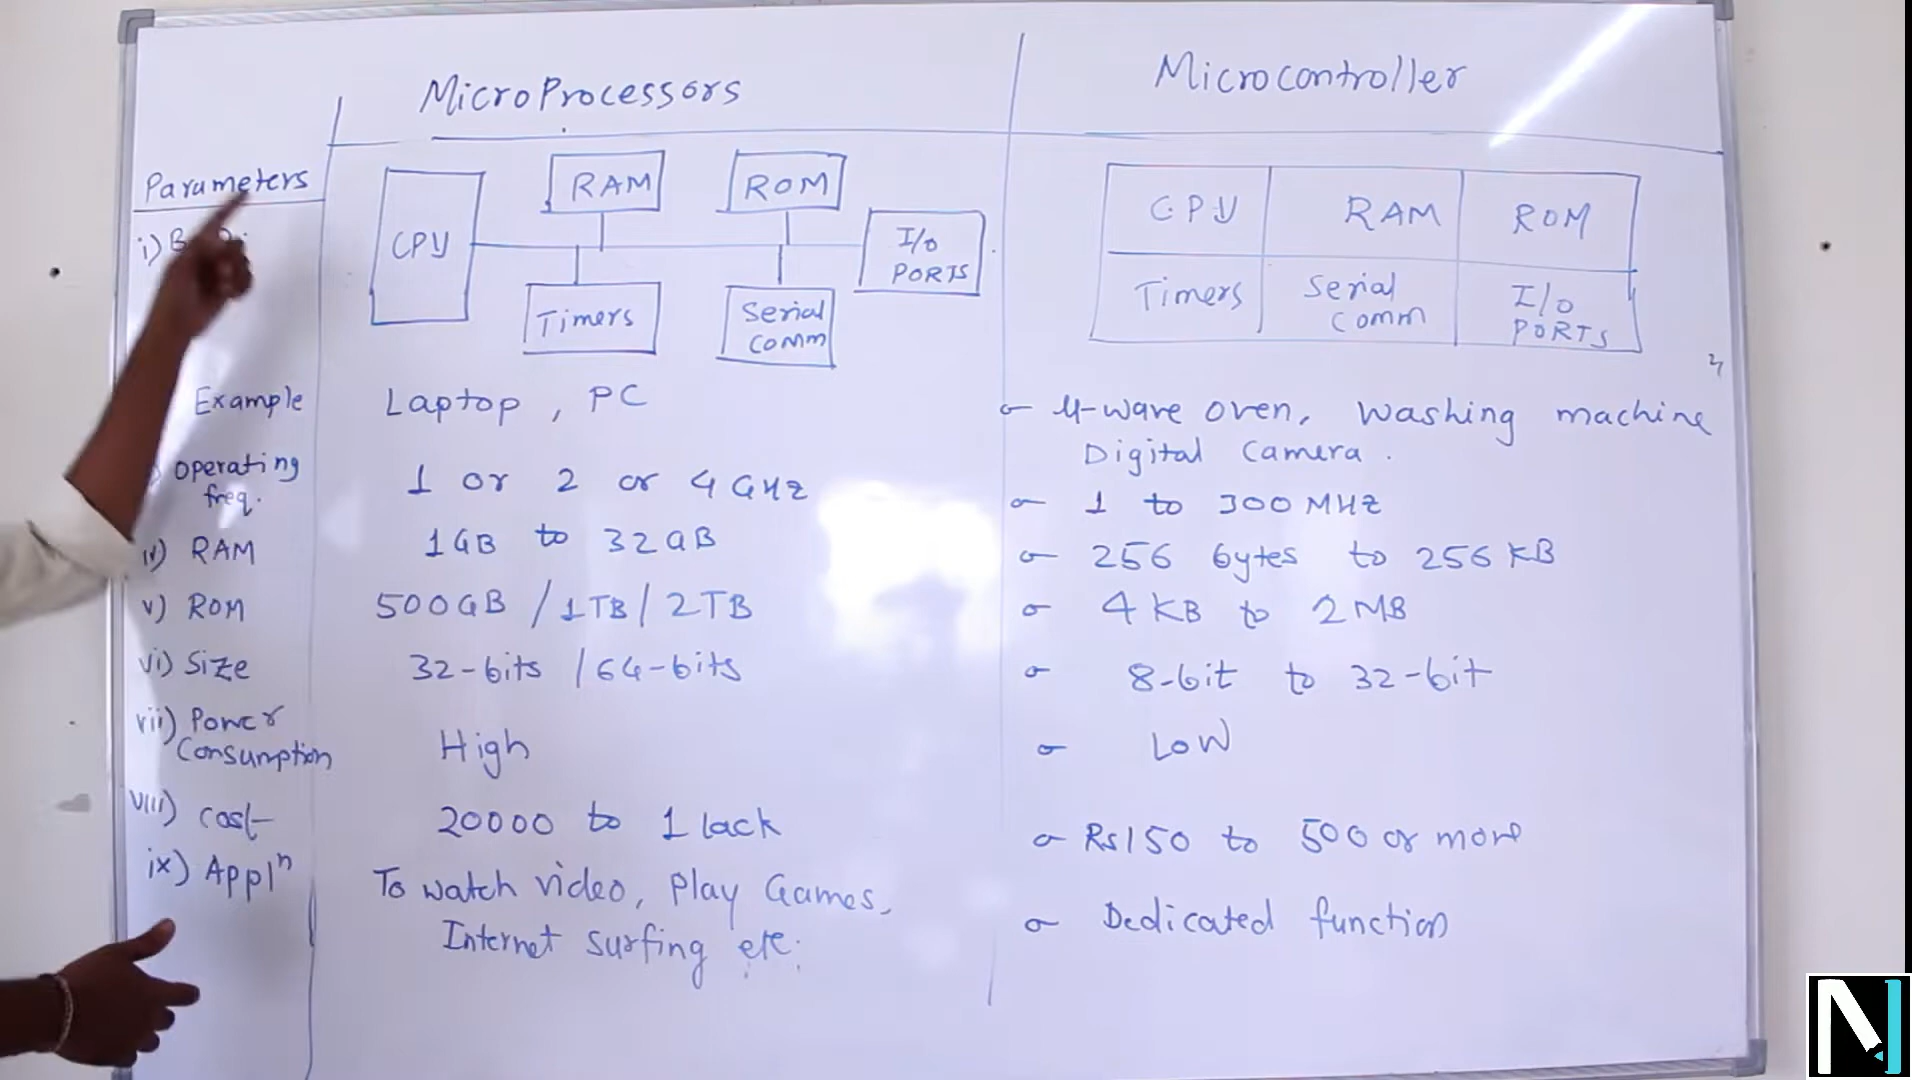 MicroProcessors
Microcontroller
Parameters
i)
CPU
RAM
ROM
I/O
PORTS
Timers
Serial
Comm
CPU
RAM
ROM
Timers
Serial
Comm
I/O
PORTS
Example
Laptop, PC
μ-wave oven, washing machine
Digital camera.
Operating
freq.
1 or 2 or 4 GHz
1 to 300 MHz
iv) RAM
1GB to 32GB
256 bytes to 256 KB
v) ROM
500GB / 1TB / 2TB
4 KB to 2 MB
vi) Size
32-bits / 64-bits
8-bit to 32-bit
vii) Power
Consumption
High
Low
viii) cost
20000 to 1 lack
Rs150 to 500 or more
ix) Appln
To watch video, Play Games,
Internet surfing etc.
Dedicated function